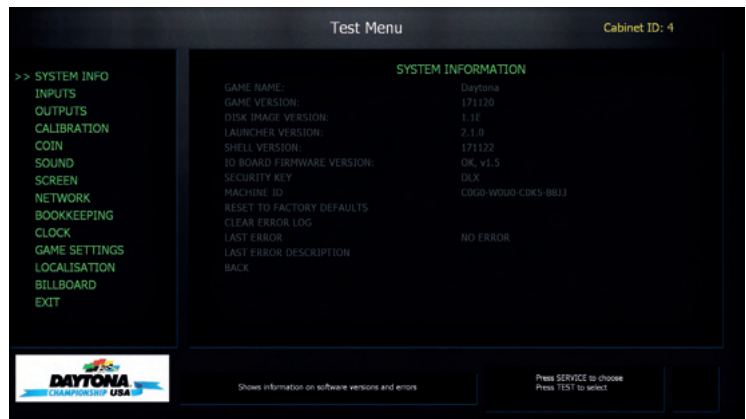 Test Menu
Cabinet ID: 4
>> SYSTEM INFO
INPUTS
OUTPUTS
CALIBRATION
COIN
SOUND
SCREEN
NETWORK
BOOKKEEPING
CLOCK
GAME SETTINGS
LOCALISATION
BILLBOARD
EXIT
SYSTEM INFORMATION
GAME NAME: Daytona
GAME VERSION: 171120
DISK IMAGE VERSION: 1.1E
LAUNCHER VERSION: 2.1.0
SHELL VERSION: 171122
IO BOARD FIRMWARE VERSION: OK, v1.5
SECURITY KEY DLX
MACHINE ID
RESET TO FACTORY DEFAULTS
CLEAR ERROR LOG
LAST ERROR NO ERROR
LAST ERROR DESCRIPTION
BACK
DAYTONA
CHAMPIONSHIP USA
Shows information on software versions and errors
Press SERVICE to choose
Press TEST to select